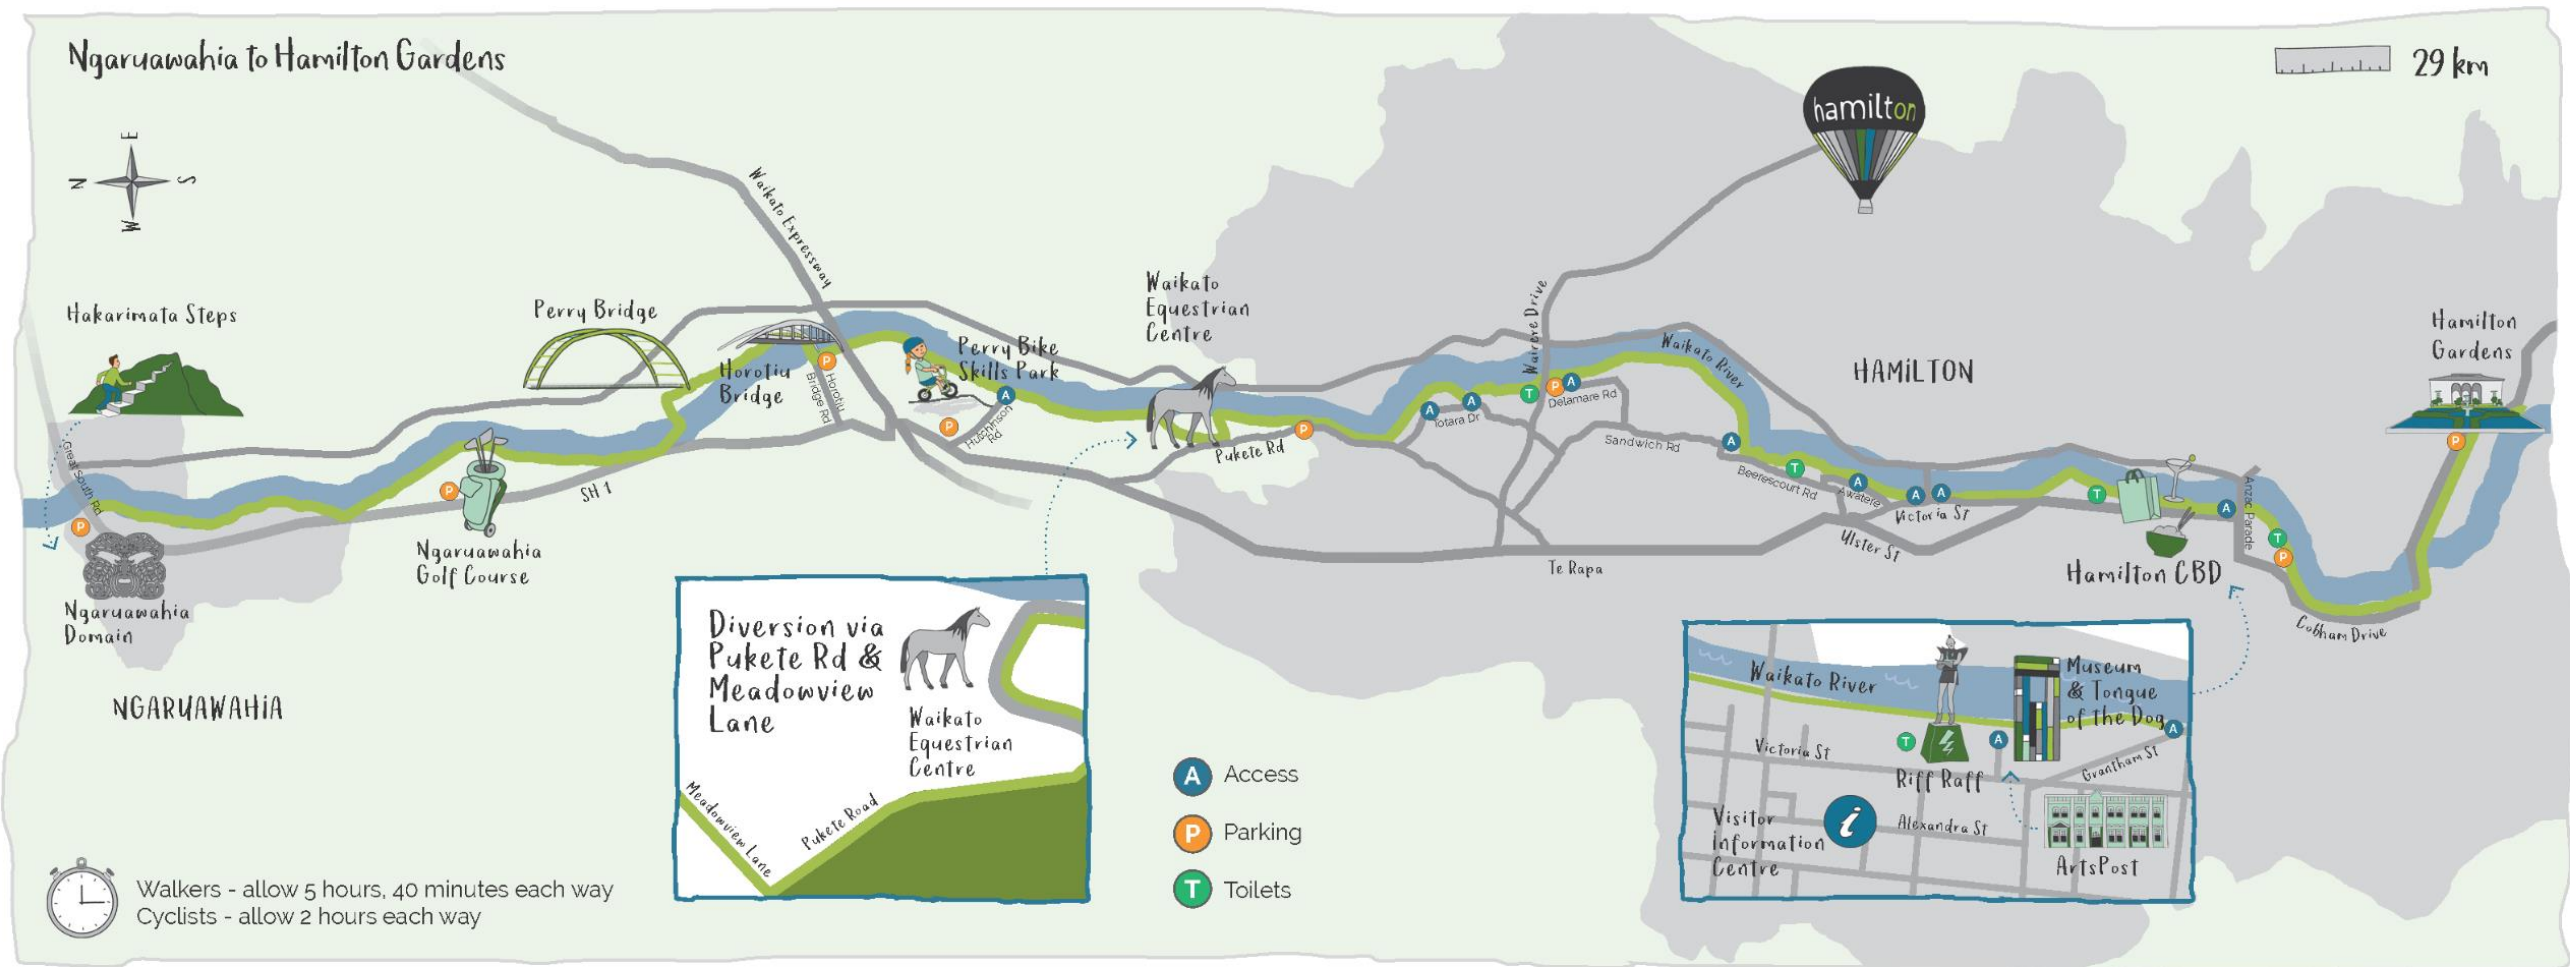 Ngaruawahia to Hamilton Gardens
29 km
hamilton
E
N
S
W
Waikato Expressway
Hakarimata Steps
Perry Bridge
Horotiu
Bridge
Horotiu
Bridge Rd
Perry Bike
Skills Park
A
P
P
Hutchinson
Rd
Waikato
Equestrian
Centre
Pukete Rd
P
A
A
Totara Dr
Wairere Drive
T
P
A
Delamare Rd
Waikato River
Sandwich Rd
A
T
Beerescourt Rd
A
Awatere
A
A
Victoria St
Ulster St
Te Rapa
HAMILTON
T
A
Anzac Parade
T
P
Hamilton CBD
Cobham Drive
Hamilton
Gardens
P
Great South Rd
P
Ngaruawahia
Domain
P
Ngaruawahia
Golf Course
SH 1
NGARUAWAHIA
Diversion via
Pukete Rd &
Meadowview
Lane
Waikato
Equestrian
Centre
Meadowview Lane
Pukete Road
A Access
P Parking
T Toilets
Waikato River
Museum
& Tongue
of the Dog
A
T
A
Victoria St
Riff Raff
Grantham St
Visitor
Information
Centre
i
Alexandra St
ArtsPost
Walkers - allow 5 hours, 40 minutes each way
Cyclists - allow 2 hours each way